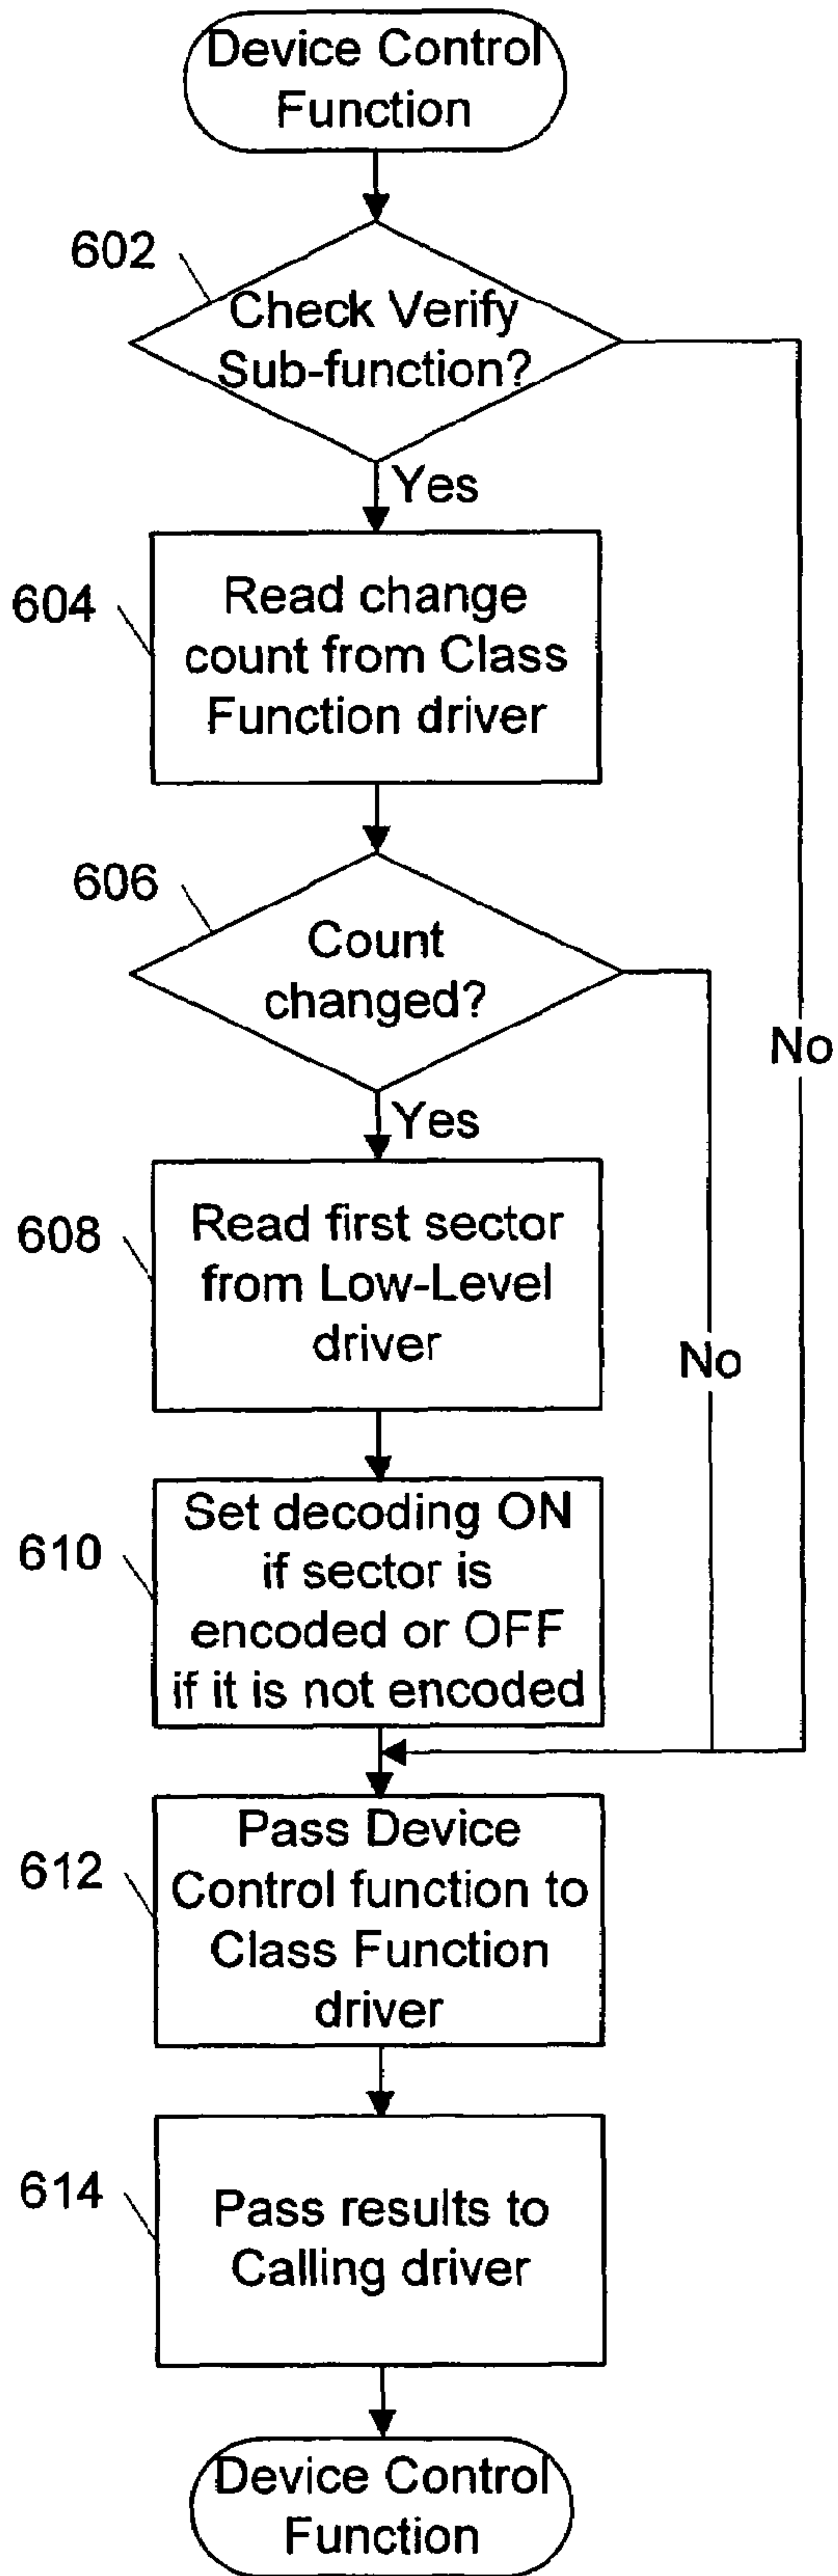 Device Control
Function
602
Check Verify
Sub-function?
Yes
604
Read change
count from Class
Function driver
606
Count
changed?
No
Yes
608
Read first sector
from Low-Level
driver
No
610
Set decoding ON
if sector is
encoded or OFF
if it is not encoded
612
Pass Device
Control function to
Class Function
driver
614
Pass results to
Calling driver
Device Control
Function